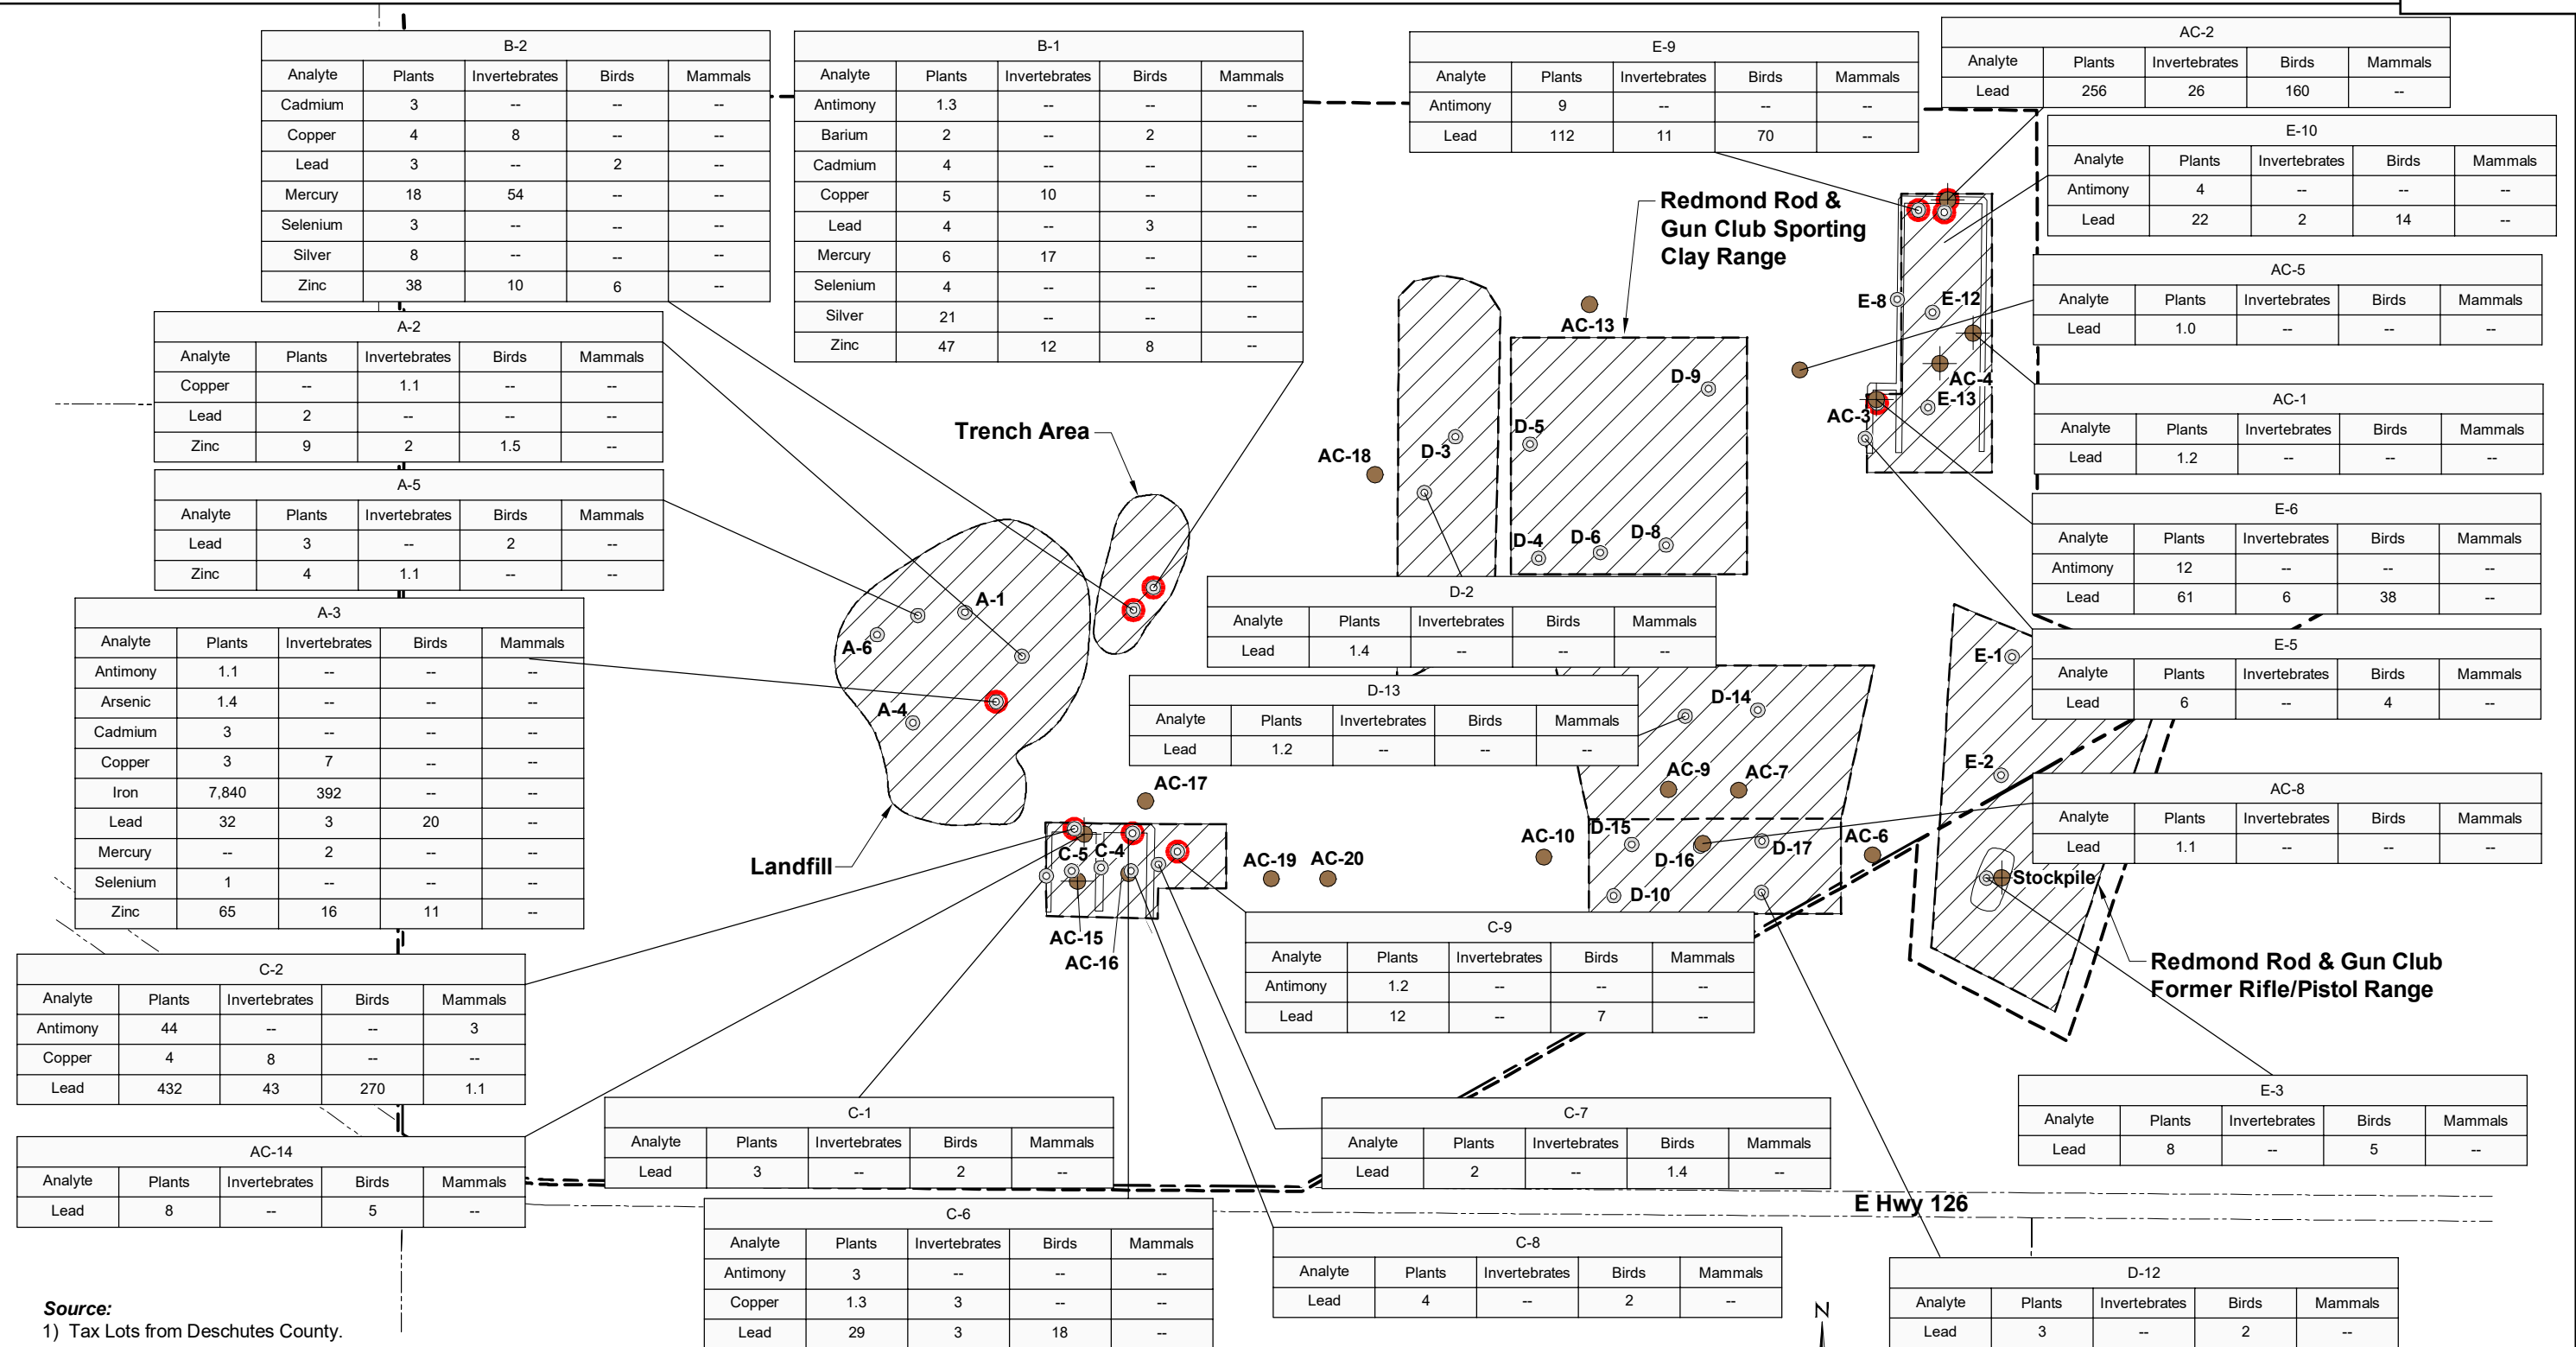 B-2
Analyte Plants Invertebrates Birds Mammals
Cadmium 3 -- -- --
Copper 4 8 -- --
Lead 3 -- 2 --
Mercury 18 54 -- --
Selenium 3 -- -- --
Silver 8 -- -- --
Zinc 38 10 6 --
B-1
Analyte Plants Invertebrates Birds Mammals
Antimony 1.3 -- -- --
Barium 2 -- 2 --
Cadmium 4 -- -- --
Copper 5 10 -- --
Lead 4 -- 3 --
Mercury 6 17 -- --
Selenium 4 -- -- --
Silver 21 -- -- --
Zinc 47 12 8 --
E-9
Analyte Plants Invertebrates Birds Mammals
Antimony 9 -- -- --
Lead 112 11 70 --
AC-2
Analyte Plants Invertebrates Birds Mammals
Lead 256 26 160 --
E-10
Analyte Plants Invertebrates Birds Mammals
Antimony 4 -- -- --
Lead 22 2 14 --
AC-5
Analyte Plants Invertebrates Birds Mammals
Lead 1.0 -- -- --
AC-1
Analyte Plants Invertebrates Birds Mammals
Lead 1.2 -- -- --
E-6
Analyte Plants Invertebrates Birds Mammals
Antimony 12 -- -- --
Lead 61 6 38 --
E-5
Analyte Plants Invertebrates Birds Mammals
Lead 6 -- 4 --
AC-8
Analyte Plants Invertebrates Birds Mammals
Lead 1.1 -- -- --
A-2
Analyte Plants Invertebrates Birds Mammals
Copper -- 1.1 -- --
Lead 2 -- -- --
Zinc 9 2 1.5 --
A-5
Analyte Plants Invertebrates Birds Mammals
Lead 3 -- 2 --
Zinc 4 1.1 -- --
A-3
Analyte Plants Invertebrates Birds Mammals
Antimony 1.1 -- -- --
Arsenic 1.4 -- -- --
Cadmium 3 -- -- --
Copper 3 7 -- --
Iron 7,840 392 -- --
Lead 32 3 20 --
Mercury -- 2 -- --
Selenium 1 -- -- --
Zinc 65 16 11 --
Redmond Rod &
Gun Club Sporting
Clay Range
AC-13
E-8
E-12
AC-4
E-13
AC-3
D-9
D-5
D-3
AC-18
D-4
D-6
D-8
Trench Area
A-1
A-6
A-4
Landfill
D-2
Analyte Plants Invertebrates Birds Mammals
Lead 1.4 -- -- --
D-13
Analyte Plants Invertebrates Birds Mammals
Lead 1.2 -- -- --
D-14
AC-9
AC-7
D-15
D-16
D-17
D-10
AC-10
AC-6
E-1
E-2
Stockpile
AC-17
AC-19
AC-20
C-5
C-4
AC-15
AC-16
Redmond Rod & Gun Club
Former Rifle/Pistol Range
C-9
Analyte Plants Invertebrates Birds Mammals
Antimony 1.2 -- -- --
Lead 12 -- 7 --
C-2
Analyte Plants Invertebrates Birds Mammals
Antimony 44 -- -- 3
Copper 4 8 -- --
Lead 432 43 270 1.1
AC-14
Analyte Plants Invertebrates Birds Mammals
Lead 8 -- 5 --
C-1
Analyte Plants Invertebrates Birds Mammals
Lead 3 -- 2 --
C-7
Analyte Plants Invertebrates Birds Mammals
Lead 2 -- 1.4 --
E-3
Analyte Plants Invertebrates Birds Mammals
Lead 8 -- 5 --
E Hwy 126
C-6
Analyte Plants Invertebrates Birds Mammals
Antimony 3 -- -- --
Copper 1.3 3 -- --
Lead 29 3 18 --
C-8
Analyte Plants Invertebrates Birds Mammals
Lead 4 -- 2 --
D-12
Analyte Plants Invertebrates Birds Mammals
Lead 3 -- 2 --
N
Source:
1) Tax Lots from Deschutes County.